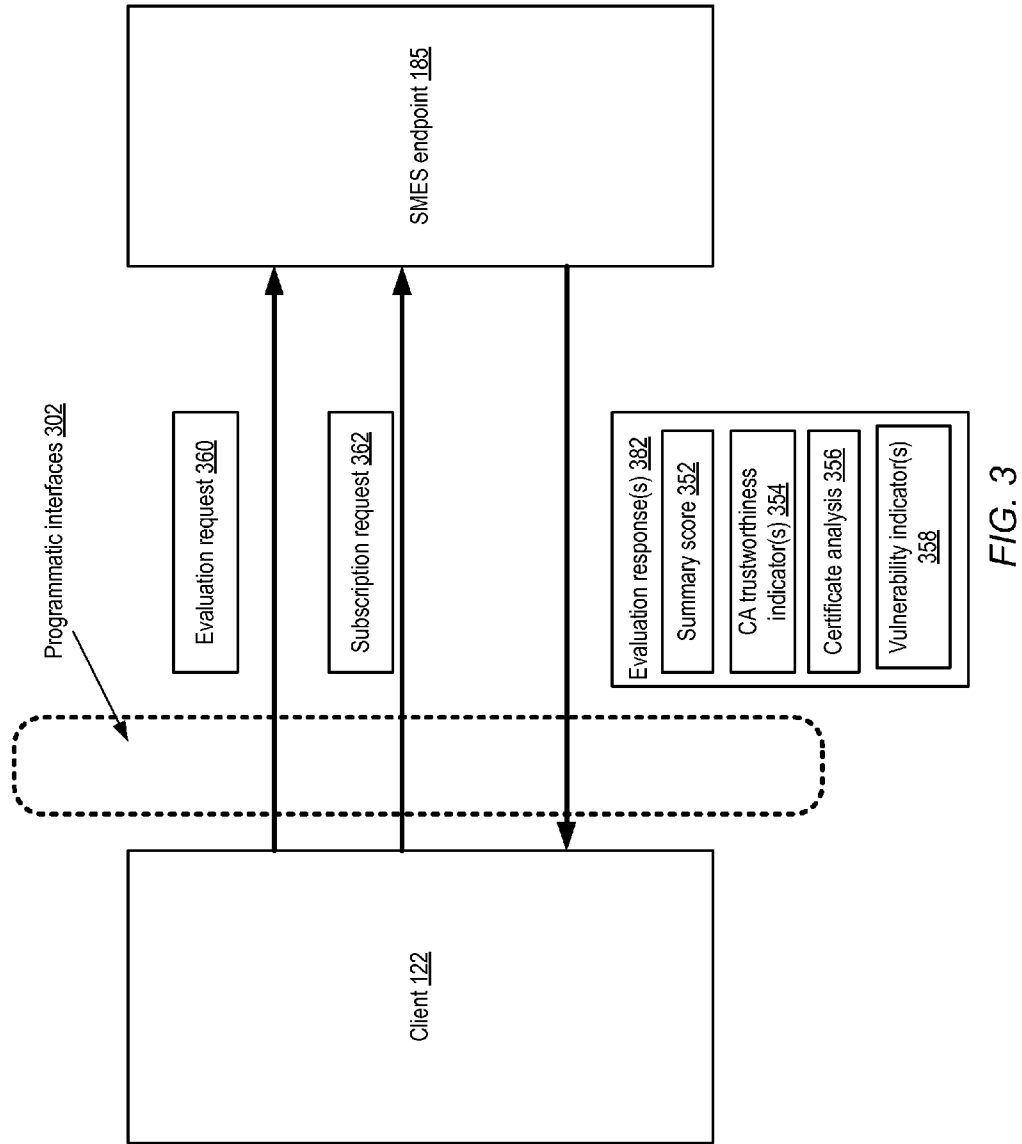 Programmatic interfaces 302
Client 122
Evaluation request 360
Subscription request 362
SMES endpoint 185
Evaluation response(s) 382
Summary score 352
CA trustworthiness
indicator(s) 354
Certificate analysis 356
Vulnerability indicator(s)
358
FIG. 3